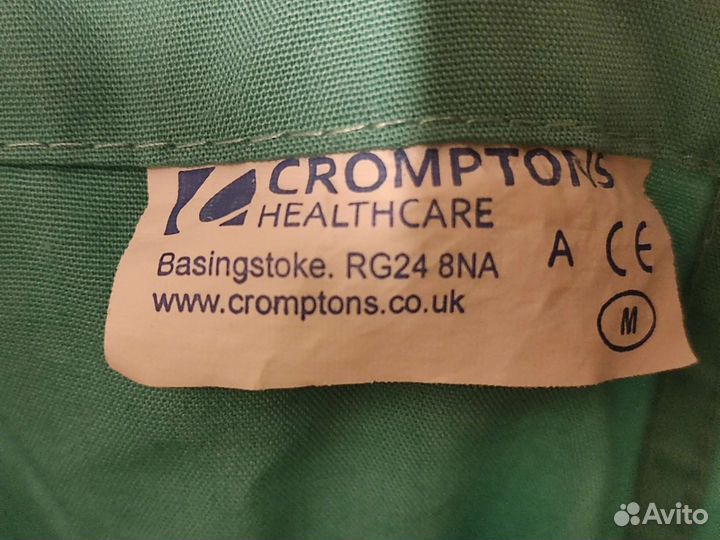 CROMPTONS
HEALTHCARE
Basingstoke. RG24 8NA A CE
www.cromptons.co.uk M
Avito